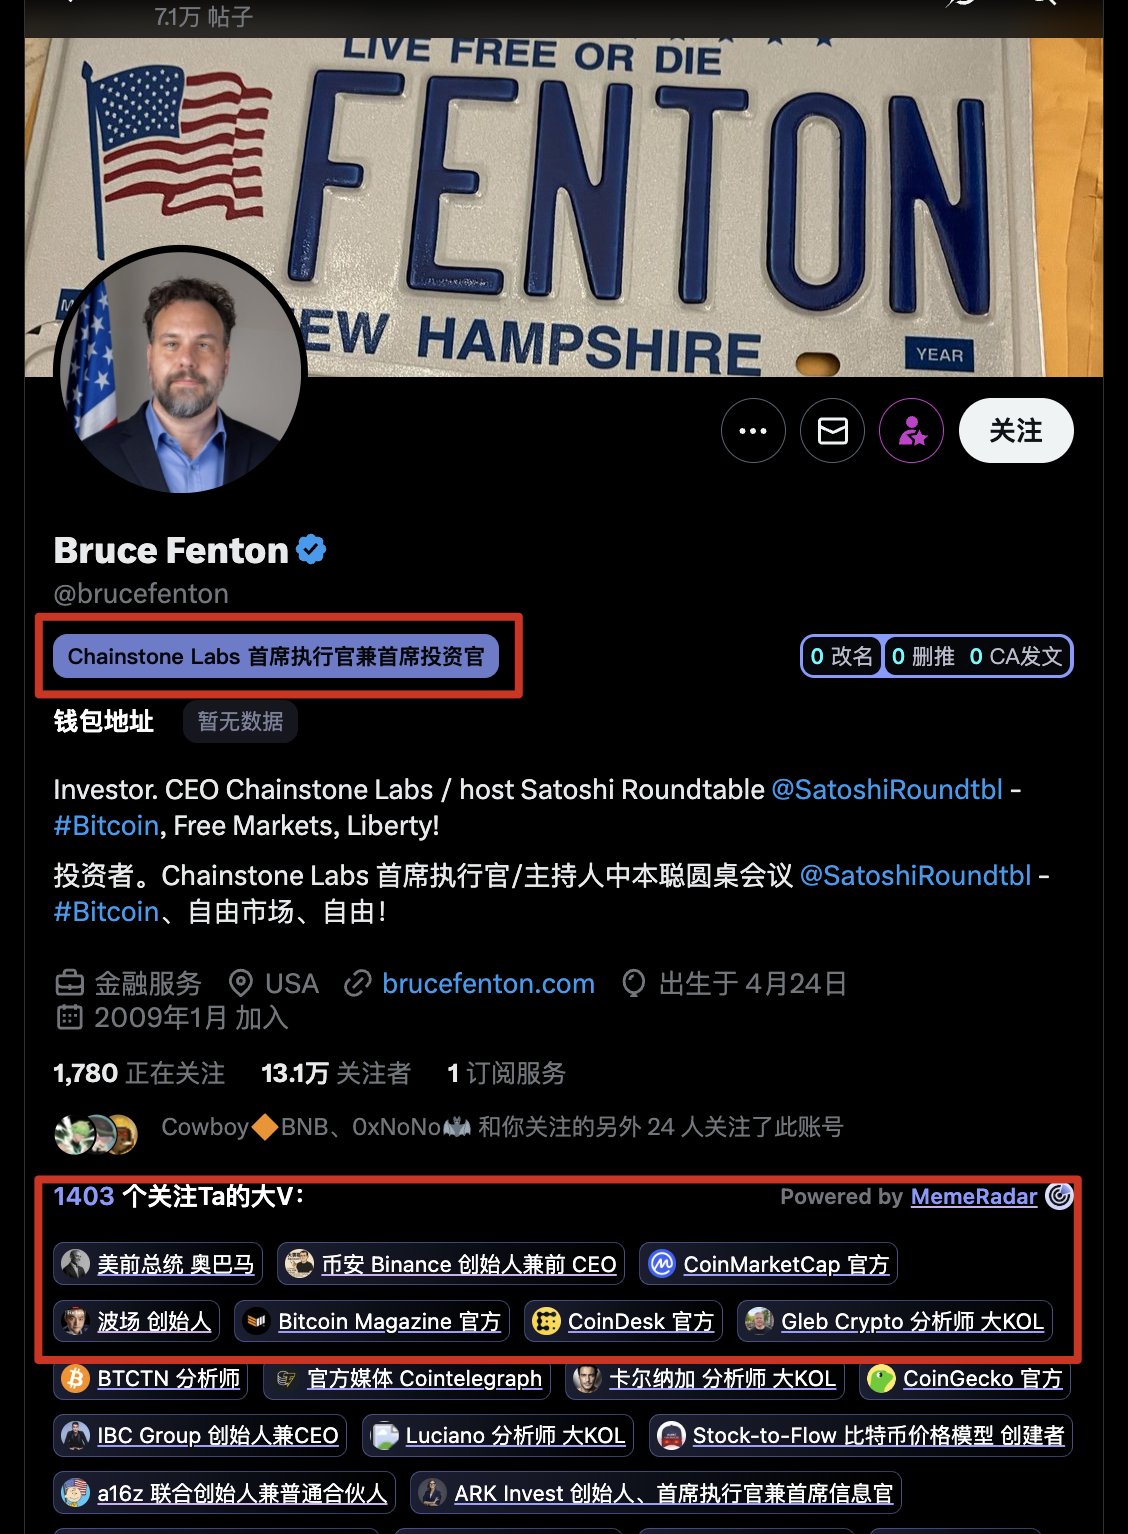 7.1万 帖子
LIVE FREE OR DIE
FENTON
NEW HAMPSHIRE
YEAR
关注
Bruce Fenton
@brucefenton
Chainstone Labs 首席执行官兼首席投资官
0 改名 0 删推 0 CA发文
钱包地址 暂无数据
Investor. CEO Chainstone Labs / host Satoshi Roundtable @SatoshiRoundtbl -
#Bitcoin, Free Markets, Liberty!
投资者。Chainstone Labs 首席执行官/主持人中本聪圆桌会议 @SatoshiRoundtbl -
#Bitcoin、自由市场、自由！
金融服务 USA brucefenton.com 出生于 4月24日
2009年1月 加入
1,780 正在关注 13.1万 关注者 1 订阅服务
Cowboy🔶BNB、0xNoNo🦇 和你关注的另外 24 人关注了此账号
1403 个关注Ta的大V: Powered by MemeRadar
美前总统 奥巴马 币安 Binance 创始人兼前 CEO CoinMarketCap 官方
波场 创始人 Bitcoin Magazine 官方 CoinDesk 官方 Gleb Crypto 分析师 大KOL
BTCTN 分析师 官方媒体 Cointelegraph 卡尔纳加 分析师 大KOL CoinGecko 官方
IBC Group 创始人兼CEO Luciano 分析师 大KOL Stock-to-Flow 比特币价格模型 创建者
a16z 联合创始人兼普通合伙人 ARK Invest 创始人、首席执行官兼首席信息官